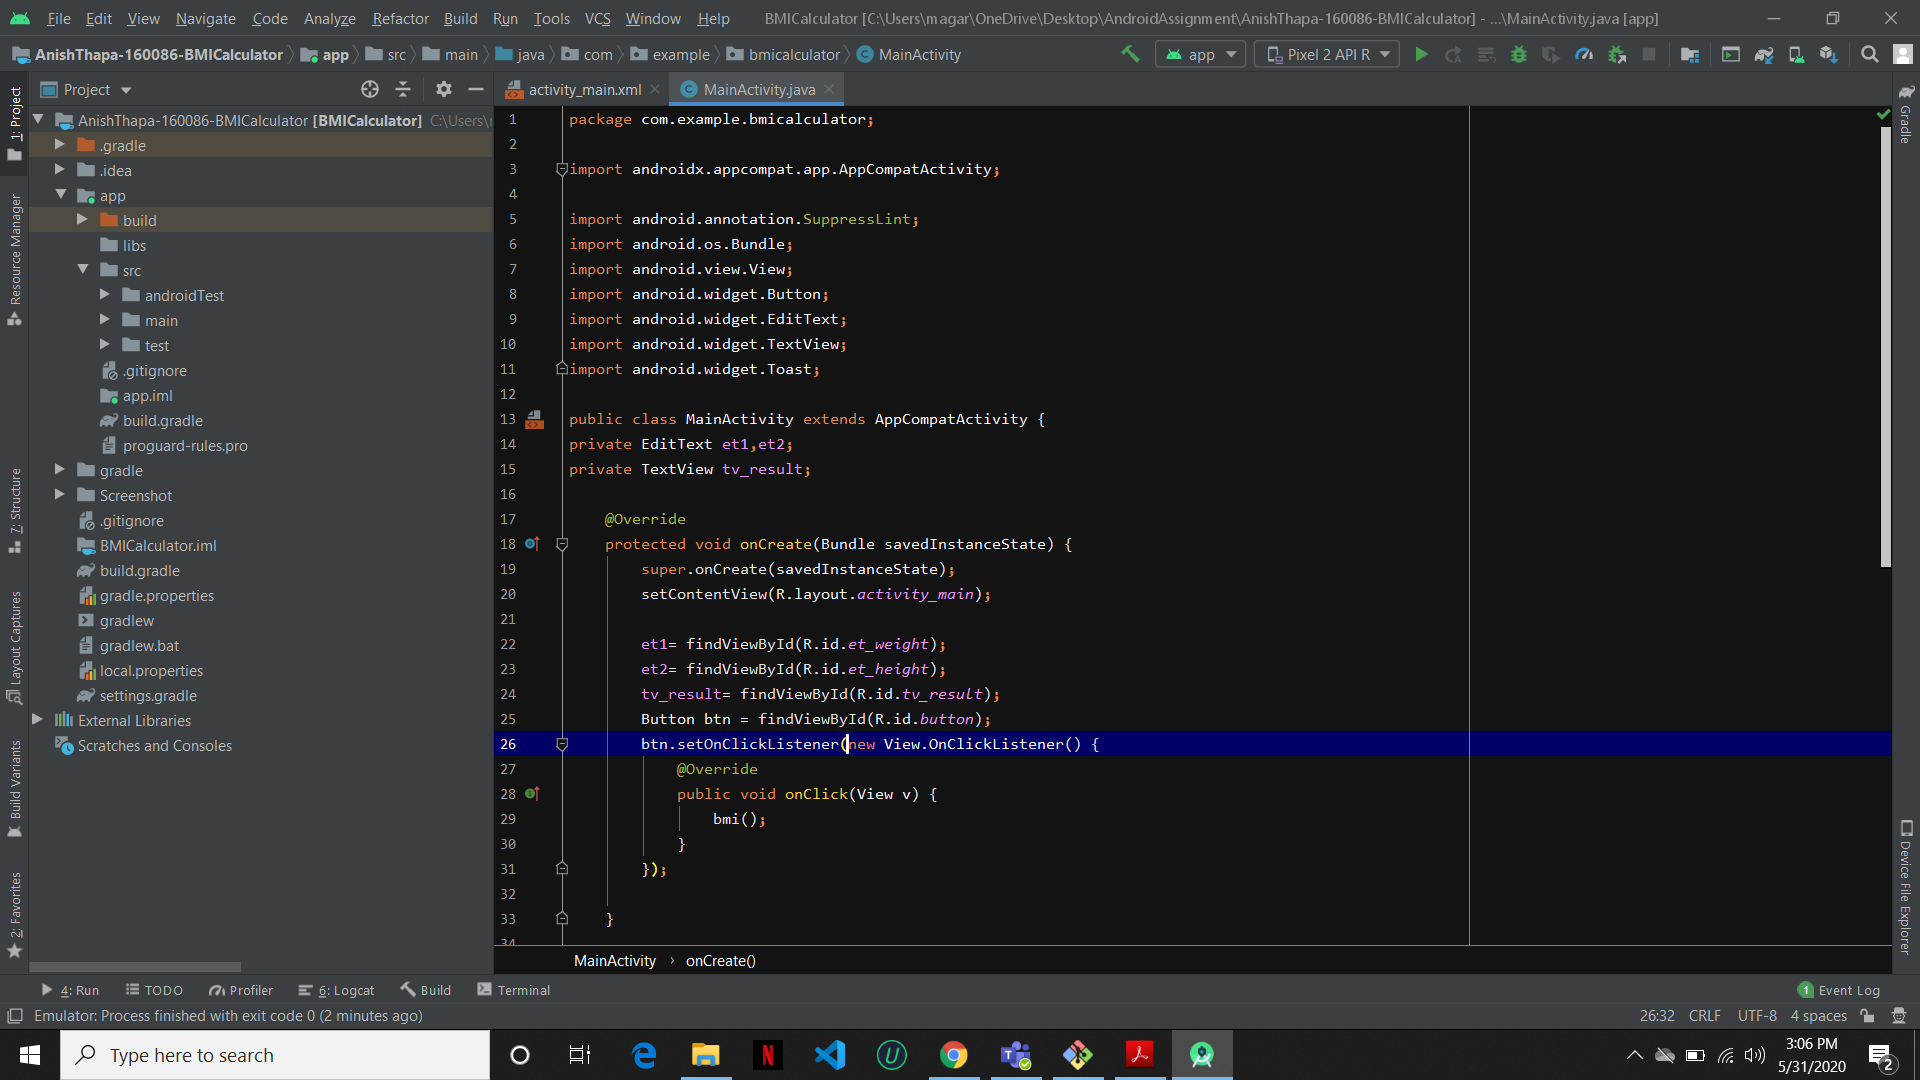 File Edit View Navigate Code Analyze Refactor Build Run Tools VCS Window Help BMICalculator [C:\Users\magar\OneDrive\Desktop\AndroidAssignment\AnishThapa-160086-BMICalculator] - ...\MainActivity.java [app]
AnishThapa-160086-BMICalculator app src main java com example bmicalculator MainActivity app Pixel 2 API R
Project activity_main.xml MainActivity.java
AnishThapa-160086-BMICalculator [BMICalculator] C:\Users\
.gradle
.idea
app
build
libs
src
androidTest
main
test
.gitignore
app.iml
build.gradle
proguard-rules.pro
gradle
Screenshot
.gitignore
BMICalculator.iml
build.gradle
gradle.properties
gradlew
gradlew.bat
local.properties
settings.gradle
External Libraries
Scratches and Consoles
1: Project
Resource Manager
7: Structure
Layout Captures
Build Variants
2: Favorites
1 package com.example.bmicalculator;
2
3 import androidx.appcompat.app.AppCompatActivity;
4
5 import android.annotation.SuppressLint;
6 import android.os.Bundle;
7 import android.view.View;
8 import android.widget.Button;
9 import android.widget.EditText;
10 import android.widget.TextView;
11 import android.widget.Toast;
12
13 public class MainActivity extends AppCompatActivity {
14 private EditText et1,et2;
15 private TextView tv_result;
16
17 @Override
18 protected void onCreate(Bundle savedInstanceState) {
19 super.onCreate(savedInstanceState);
20 setContentView(R.layout.activity_main);
21
22 et1= findViewById(R.id.et_weight);
23 et2= findViewById(R.id.et_height);
24 tv_result= findViewById(R.id.tv_result);
25 Button btn = findViewById(R.id.button);
26 btn.setOnClickListener(new View.OnClickListener() {
27 @Override
28 public void onClick(View v) {
29 bmi();
30 }
31 });
32
33 }
34
MainActivity › onCreate()
Gradle
Device File Explorer
4: Run TODO Profiler 6: Logcat Build Terminal 1 Event Log
Emulator: Process finished with exit code 0 (2 minutes ago) 26:32 CRLF UTF-8 4 spaces
Type here to search
3:06 PM
5/31/2020
2